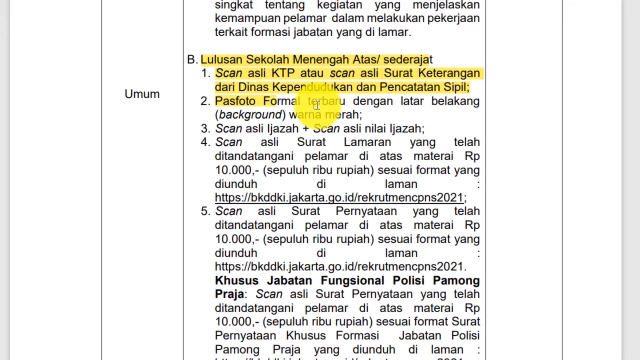 singkat tentang kegiatan yang menjelaskan
kemampuan pelamar dalam melakukan pekerjaan
terkait formasi jabatan yang di lamar.
B. Lulusan Sekolah Menengah Atas/ sederajat
1. Scan asli KTP atau scan asli Surat Keterangan
dari Dinas Kependudukan dan Pencatatan Sipil;
Umum
2. Pasfoto Formal terbaru dengan latar belakang
(background) warna merah;
3. Scan asli Ijazah + Scan asli nilai Ijazah;
4. Scan asli Surat Lamaran yang telah
ditandatangani pelamar di atas materai Rp
10.000,- (sepuluh ribu rupiah) sesuai format yang
diunduh di laman :
https://bkddki.jakarta.go.id/rekrutmencpns2021;
5. Scan asli Surat Pernyataan yang telah
ditandatangani pelamar di atas materai Rp
10.000,- (sepuluh ribu rupiah) sesuai format yang
diunduh di laman :
https://bkddki.jakarta.go.id/rekrutmencpns2021.
Khusus Jabatan Fungsional Polisi Pamong
Praja: Scan asli Surat Pernyataan yang telah
ditandatangani pelamar di atas materai Rp
10.000,- (sepuluh ribu rupiah) sesuai format Surat
Pernyataan Khusus Formasi Jabatan Polisi
Pamong Praja yang diunduh di laman :